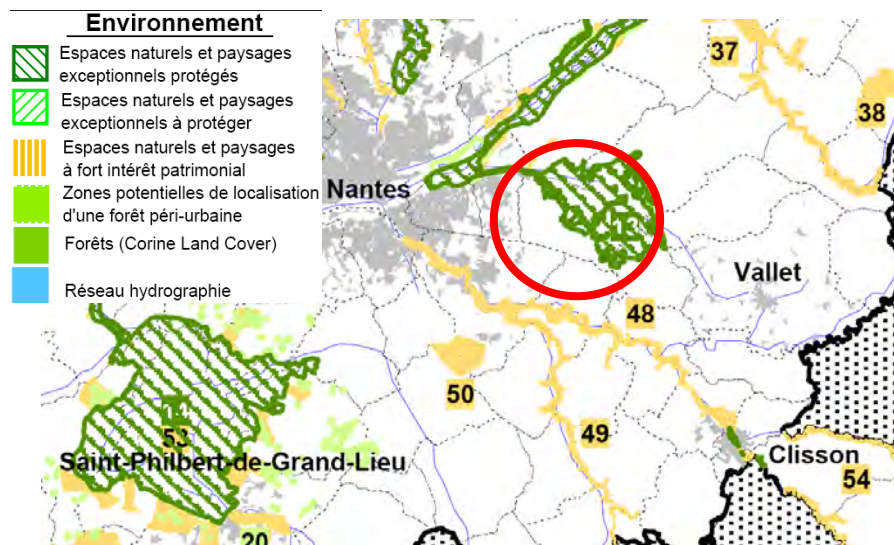 Environnement
Espaces naturels et paysages
exceptionnels protégés
Espaces naturels et paysages
exceptionnels à protéger
Espaces naturels et paysages
à fort intérêt patrimonial
Zones potentielles de localisation
d'une forêt péri-urbaine
Forêts (Corine Land Cover)
Réseau hydrographie
37
38
Nantes
Vallet
48
50
49
Saint-Philbert-de-Grand-Lieu
Clisson
54
20